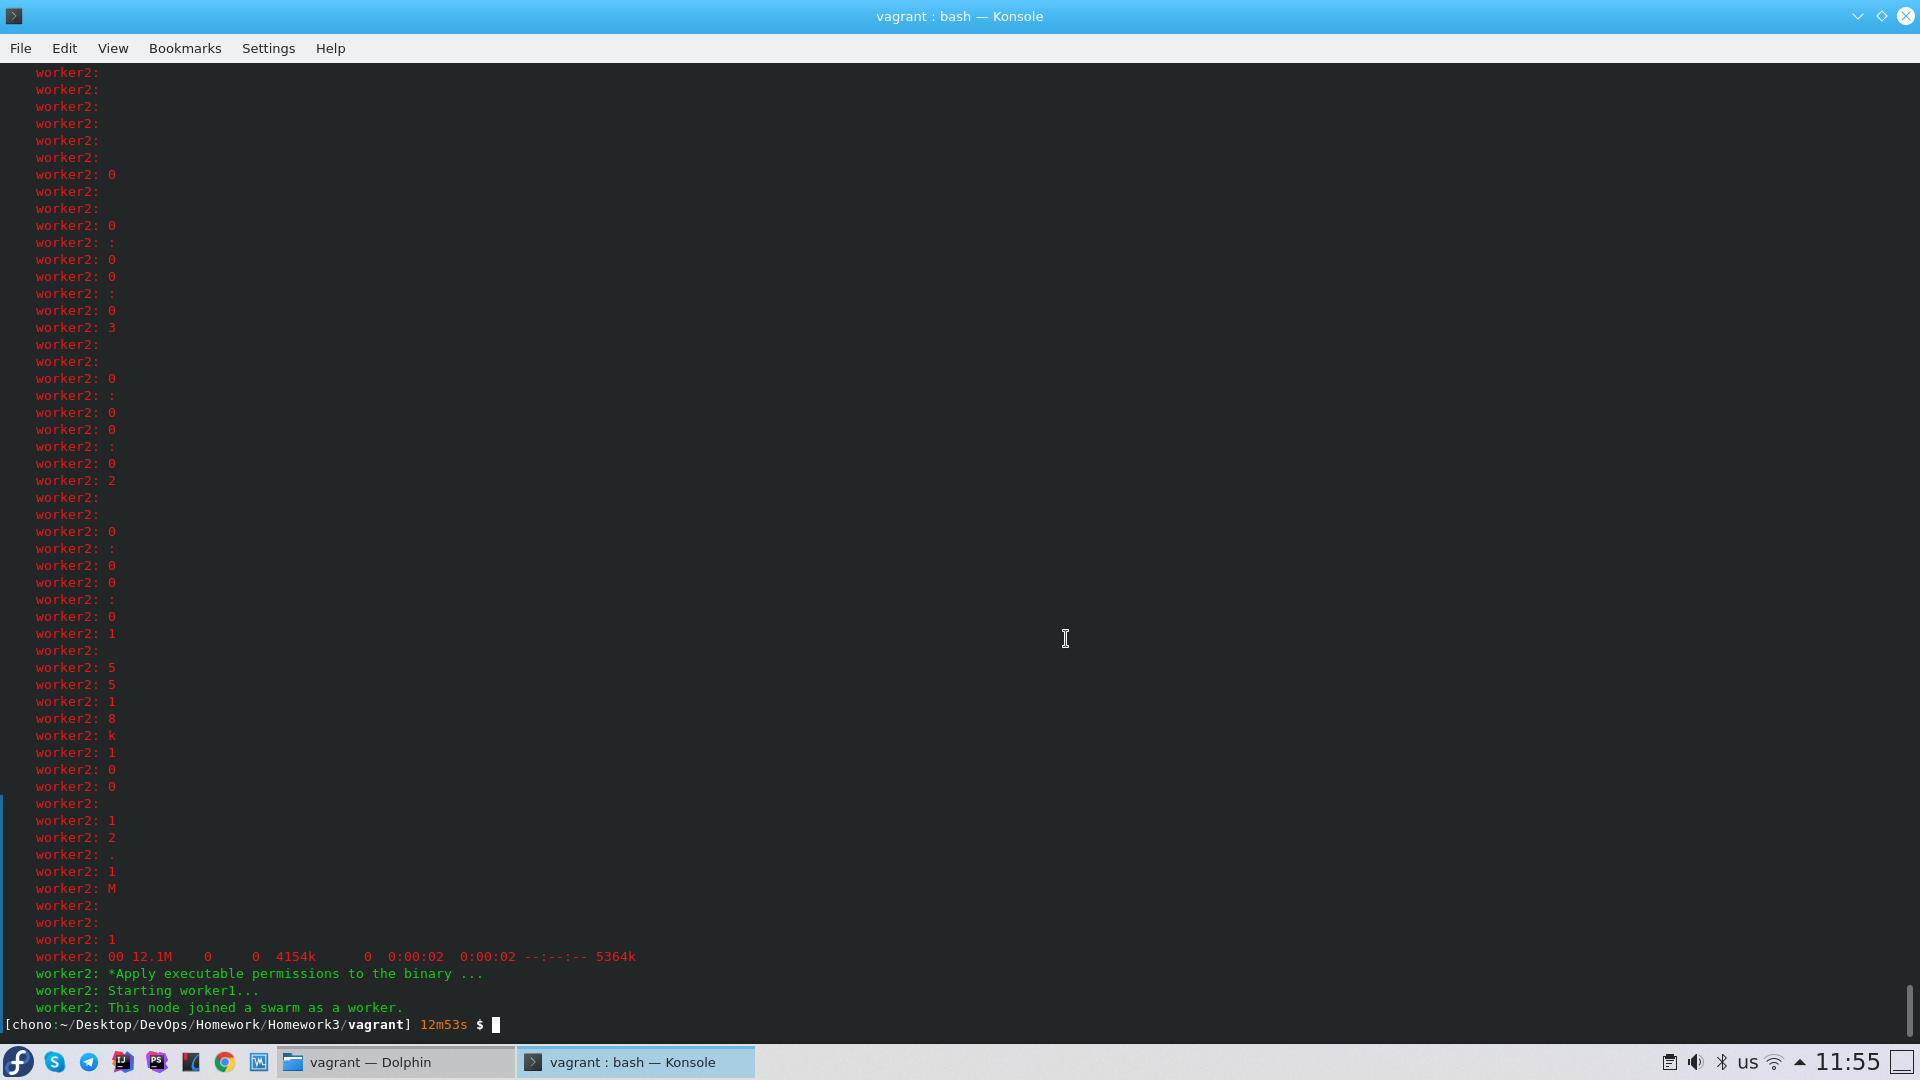 vagrant : bash — Konsole
File Edit View Bookmarks Settings Help
worker2:
worker2:
worker2:
worker2:
worker2:
worker2:
worker2: 0
worker2:
worker2:
worker2: 0
worker2: :
worker2: 0
worker2: 0
worker2: :
worker2: 0
worker2: 3
worker2:
worker2:
worker2: 0
worker2: :
worker2: 0
worker2: 0
worker2: :
worker2: 0
worker2: 2
worker2:
worker2:
worker2: 0
worker2: :
worker2: 0
worker2: 0
worker2: :
worker2: 0
worker2: 1
worker2:
worker2: 5
worker2: 5
worker2: 1
worker2: 8
worker2: k
worker2: 1
worker2: 0
worker2: 0
worker2:
worker2: 1
worker2: 2
worker2: .
worker2: 1
worker2: M
worker2:
worker2:
worker2: 1
worker2: 00 12.1M    0     0  4154k      0  0:00:02  0:00:02 --:--:-- 5364k
worker2: *Apply executable permissions to the binary ...
worker2: Starting worker1...
worker2: This node joined a swarm as a worker.
[chono:~/Desktop/DevOps/Homework/Homework3/vagrant] 12m53s $
vagrant — Dolphin vagrant : bash — Konsole us 11:55